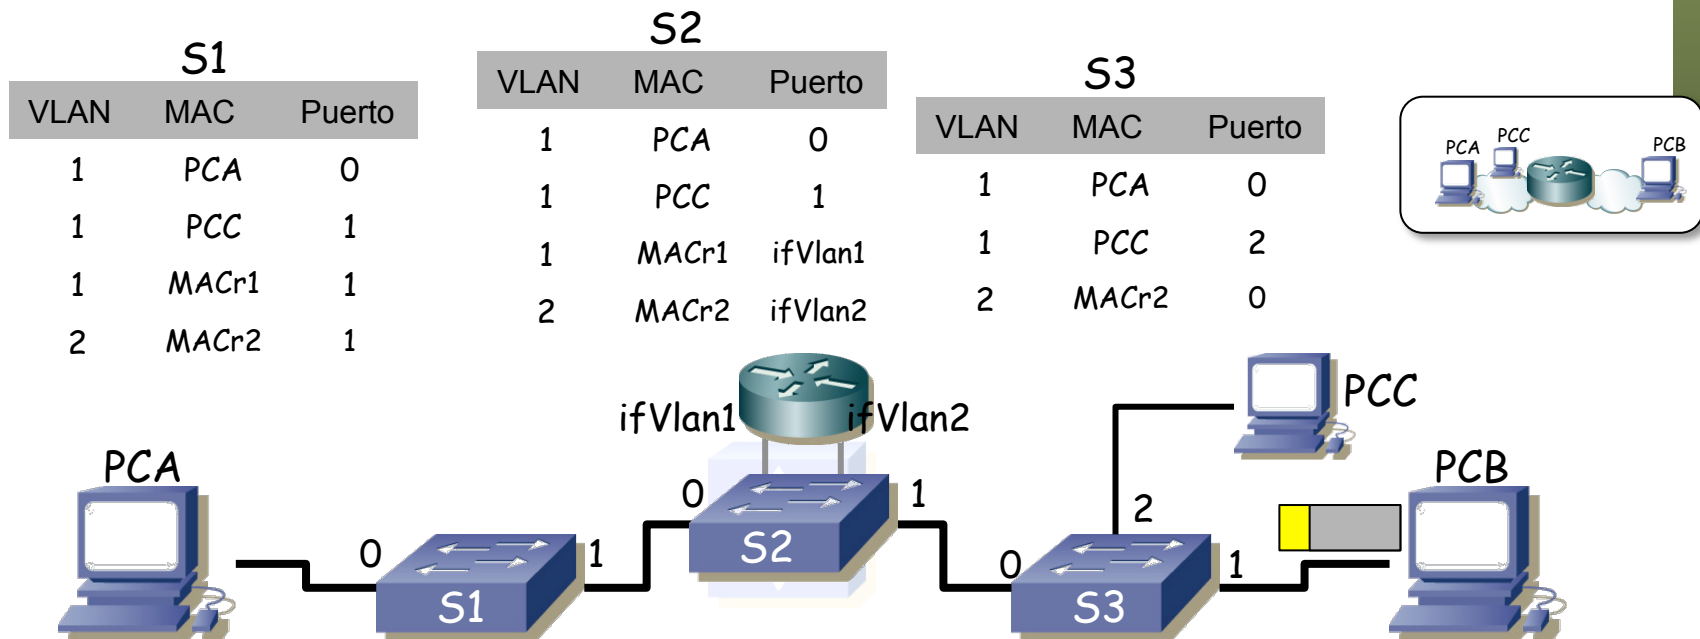 S1
VLAN MAC Puerto
1 PCA 0
1 PCC 1
1 MACr1 1
2 MACr2 1
S2
VLAN MAC Puerto
1 PCA 0
1 PCC 1
1 MACr1 ifVlan1
2 MACr2 ifVlan2
S3
VLAN MAC Puerto
1 PCA 0
1 PCC 2
2 MACr2 0
PCA PCC PCB
ifVlan1 ifVlan2
PCC
PCA
PCB
0 1
2
0 1
0 1
S2
S1
S3